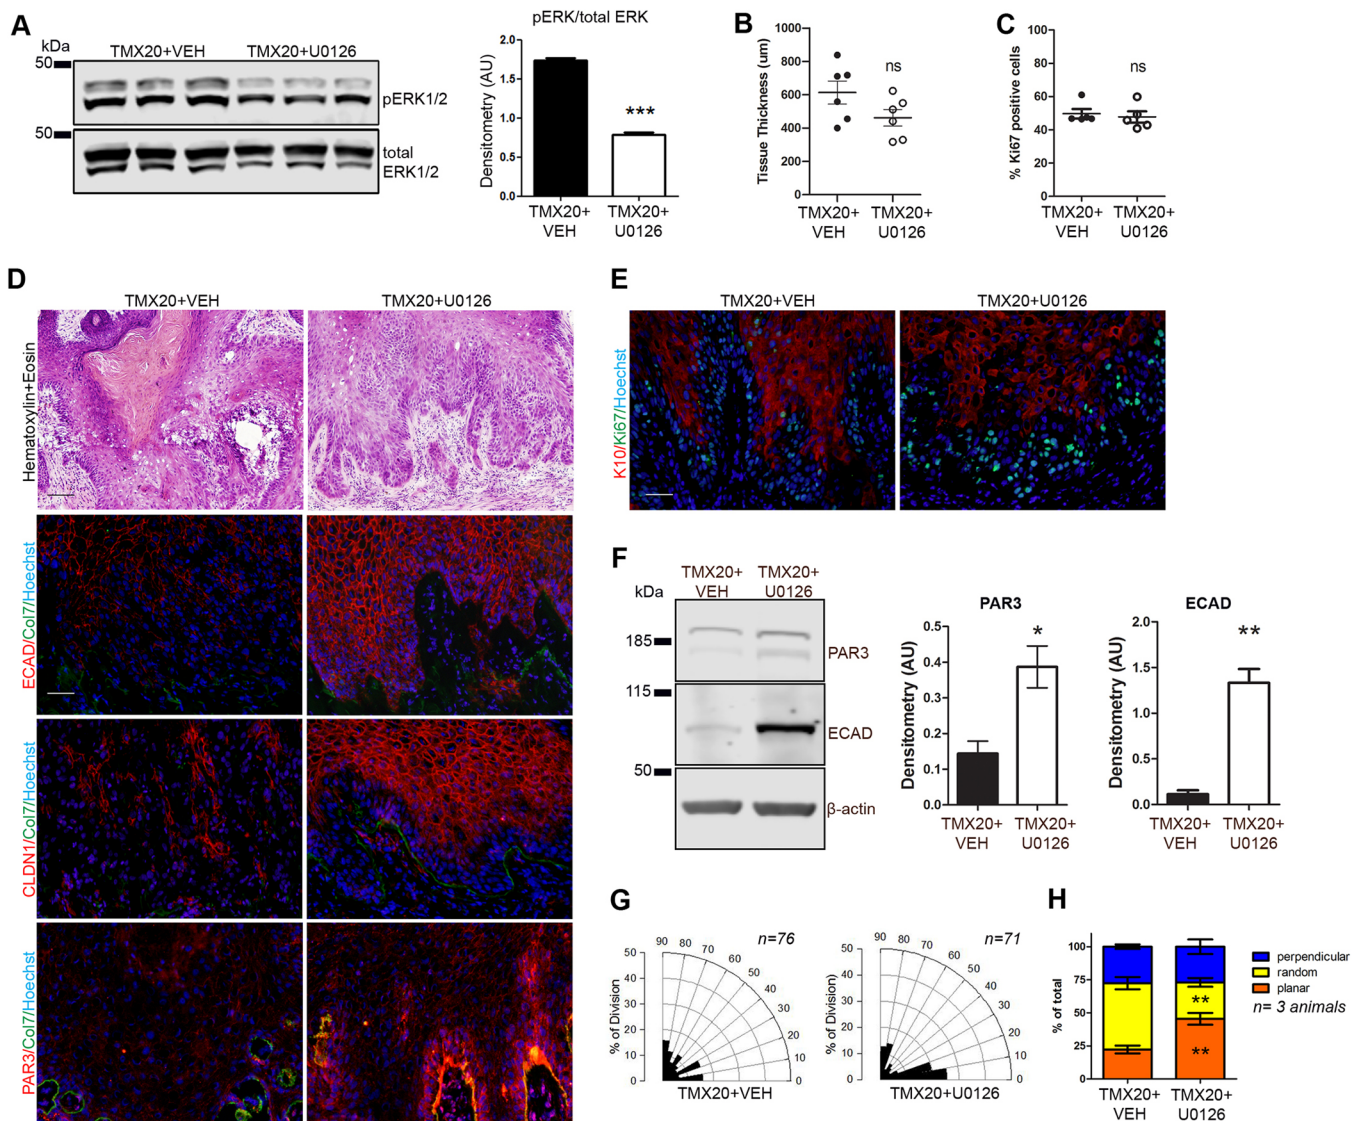 A
kDa
TMX20+VEH
TMX20+U0126
50
pERK1/2
50
total
ERK1/2
pERK/total ERK
Densitometry (AU)
2.0
1.5
1.0
0.5
0.0
***
TMX20+
VEH
TMX20+
U0126
B
Tissue Thickness (um)
1000
800
600
400
200
0
ns
TMX20+
VEH
TMX20+
U0126
C
% Ki67 positive cells
100
80
60
40
20
0
ns
TMX20+
VEH
TMX20+
U0126
D
TMX20+VEH
TMX20+U0126
Hematoxylin+Eosin
ECAD/Col7/Hoechst
CLDN1/Col7/Hoechst
PAR3/Col7/Hoechst
E
TMX20+VEH
TMX20+U0126
K10/Ki67/Hoechst
F
kDa
TMX20+
VEH
TMX20+
U0126
185
PAR3
115
ECAD
50
β-actin
PAR3
Densitometry (AU)
0.5
0.4
0.3
0.2
0.1
0.0
*
TMX20+
VEH
TMX20+
U0126
ECAD
Densitometry (AU)
2.0
1.5
1.0
0.5
0.0
**
TMX20+
VEH
TMX20+
U0126
G
n=76
% of Division
50
40
30
20
10
0
90
80
70
60
50
40
30
20
10
0
TMX20+VEH
n=71
% of Division)
50
40
30
20
10
0
90
80
70
60
50
40
30
20
10
0
TMX20+U0126
H
% of total
100
75
50
25
0
**
**
TMX20+
VEH
TMX20+
U0126
perpendicular
random
planar
n= 3 animals